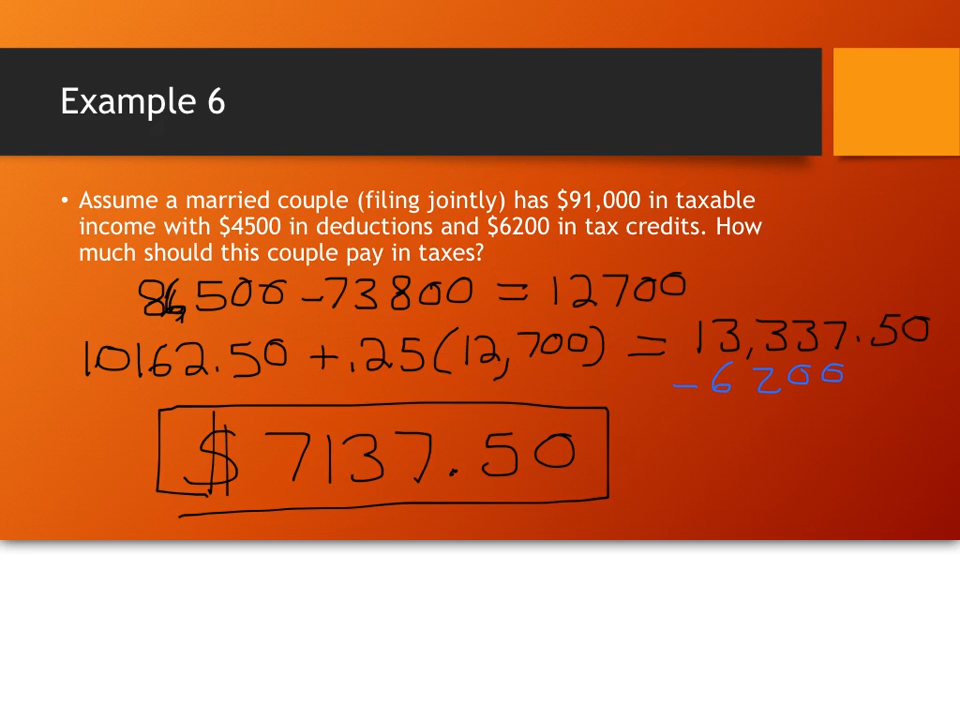 Example 6
• Assume a married couple (filing jointly) has $91,000 in taxable
income with $4500 in deductions and $6200 in tax credits. How
much should this couple pay in taxes?
86,500 - 73800 = 12700
10162.50 + .25(12,700) = 13,337.50
- 6200
$7137.50